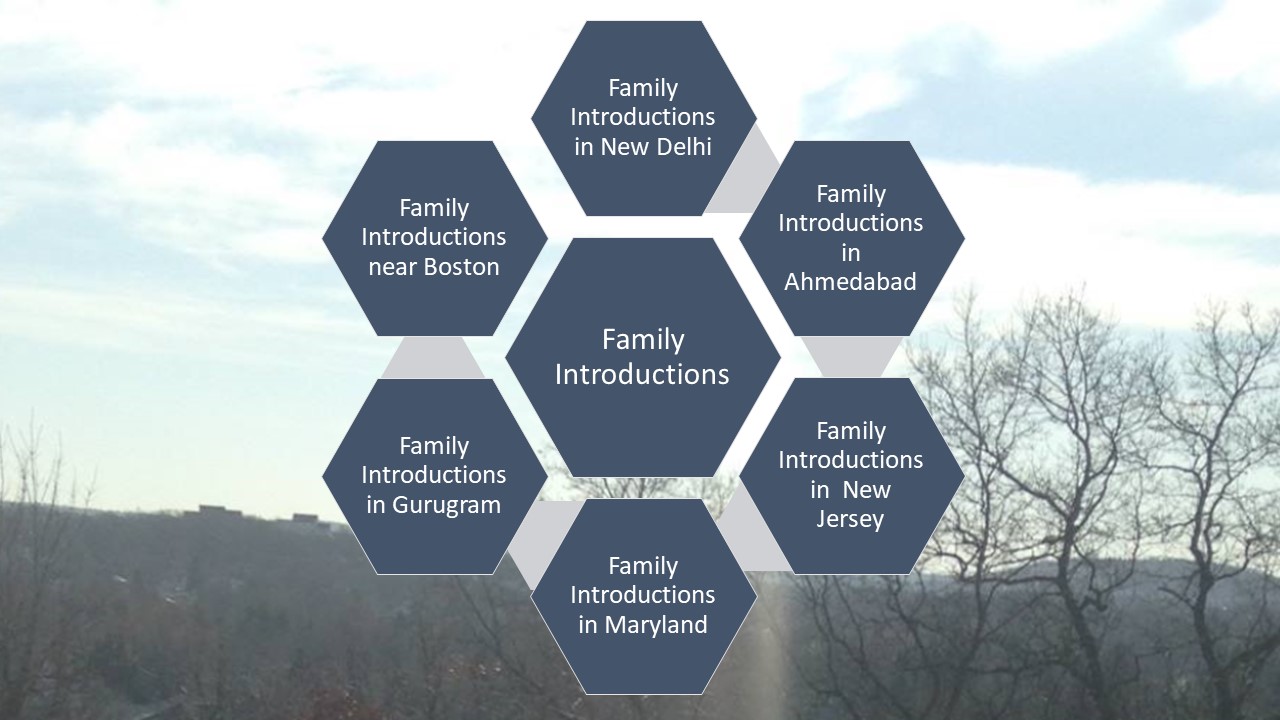 Family
Introductions
in New Delhi
Family
Introductions
in
Ahmedabad
Family
Introductions
in  New
Jersey
Family
Introductions
in Maryland
Family
Introductions
in Gurugram
Family
Introductions
near Boston
Family
Introductions